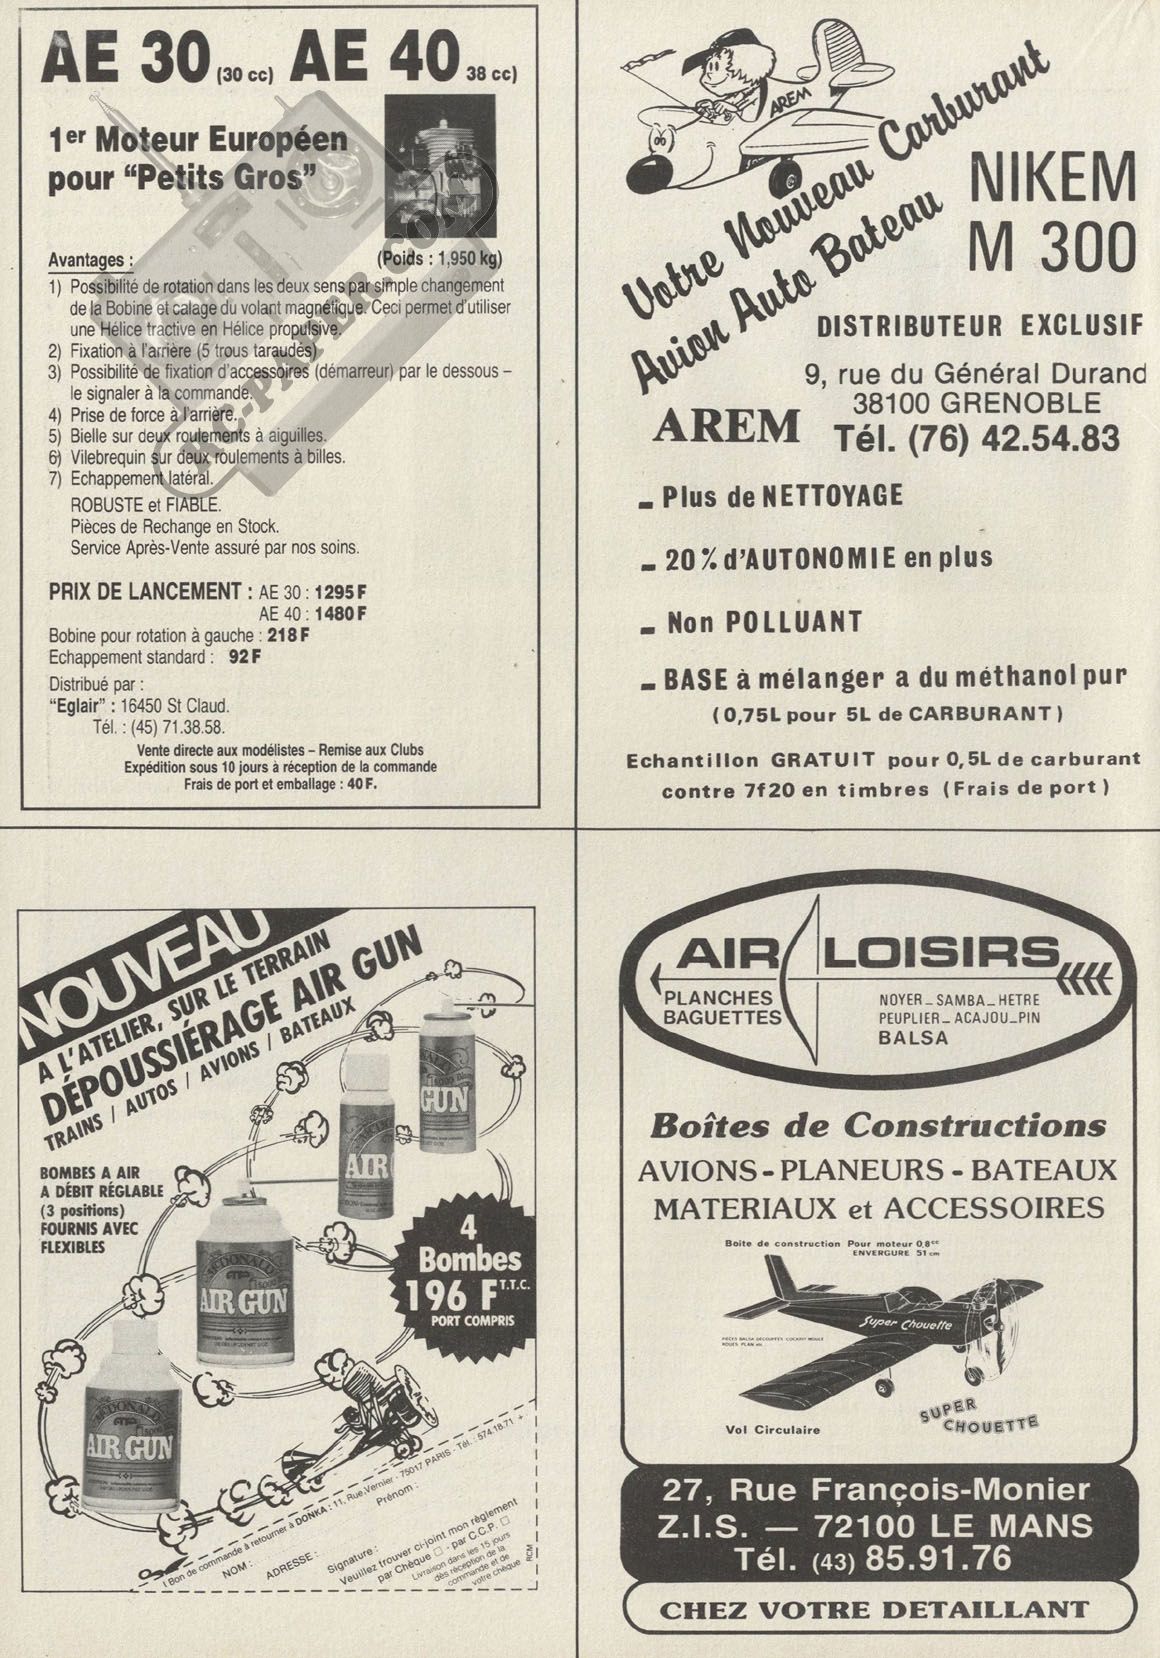 AE 30 (30 cc) AE 40 38 cc)
1er Moteur Européen
pour "Petits Gros"
Avantages :
(Poids : 1,950 kg)
1) Possibilité de rotation dans les deux sens par simple changement
de la Bobine et calage du volant magnétique. Ceci permet d'utiliser
une Hélice tractive en Hélice propulsive.
2) Fixation à l'arrière (5 trous taraudés)
3) Possibilité de fixation d'accessoires (démarreur) par le dessous –
le signaler à la commande.
4) Prise de force à l'arrière.
5) Bielle sur deux roulements à aiguilles.
6) Vilebrequin sur deux roulements à billes.
7) Echappement latéral.
ROBUSTE et FIABLE.
Pièces de Rechange en Stock.
Service Après-Vente assuré par nos soins.
PRIX DE LANCEMENT : AE 30 : 1295 F
AE 40 : 1480 F
Bobine pour rotation à gauche : 218 F
Echappement standard : 92 F
Distribué par :
"Eglair" : 16450 St Claud.
Tél. : (45) 71.38.58.
Vente directe aux modélistes – Remise aux Clubs
Expédition sous 10 jours à réception de la commande
Frais de port et emballage : 40 F.
RC-PAPER.COM
AREM
Votre Nouveau Carburant
Avion Auto Bateau
NIKEM
M 300
DISTRIBUTEUR EXCLUSIF
9, rue du Général Durand
38100 GRENOBLE
AREM Tél. (76) 42.54.83
- Plus de NETTOYAGE
- 20 % d'AUTONOMIE en plus
- Non POLLUANT
- BASE à mélanger a du méthanol pur
(0,75L pour 5L de CARBURANT)
Echantillon GRATUIT pour 0,5L de carburant
contre 7f20 en timbres (Frais de port)
NOUVEAU
A L'ATELIER, SUR LE TERRAIN
DÉPOUSSIÉRAGE AIR GUN
TRAINS / AUTOS / AVIONS / BATEAUX
BOMBES A AIR
A DÉBIT RÉGLABLE
(3 positions)
FOURNIS AVEC
FLEXIBLES
GUN
AIR G
McDONALD
AIR GUN
McDONALD
AIR GUN
4
Bombes
196 F T.T.C.
PORT COMPRIS
Bon de commande à retourner à DONKA : 11, Rue Vernier - 75017 PARIS - Tél. : 574.18.71 +
NOM : Prénom :
ADRESSE :
Signature :
Veuillez trouver ci-joint mon règlement
par Chèque □ - par C.C.P. □
Livraison dans les 15 jours
dès réception de la
commande et de
votre chèque
RCM
AIR LOISIRS
PLANCHES
BAGUETTES
NOYER_SAMBA_HETRE
PEUPLIER_ACAJOU_PIN
BALSA
Boîtes de Constructions
AVIONS - PLANEURS - BATEAUX
MATERIAUX et ACCESSOIRES
Boite de construction Pour moteur 0,8cc
ENVERGURE 51 cm
Super Chouette
PIECES BALSA DECOUPEES COCKPIT MOULE
ROUES PLAN etc.
SUPER
CHOUETTE
Vol Circulaire
27, Rue François-Monier
Z.I.S. — 72100 LE MANS
Tél. (43) 85.91.76
CHEZ VOTRE DETAILLANT